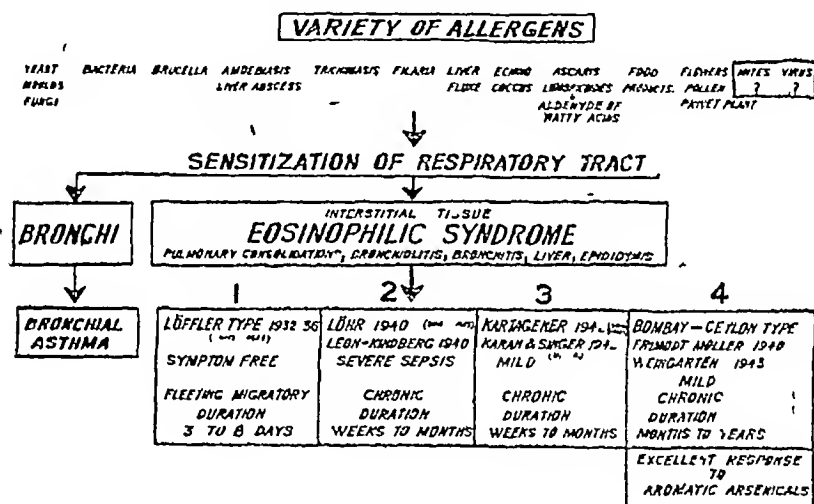 VARIETY OF ALLERGENS
YEAST BACTERIA BRUCELLA AMOEBIASIS TRICHINIASIS FILARIA LIVER ECHINO ASCARIS FOOD FLOWERS MITES VIRUS
MOULDS LIVER ABSCESS FLUKE COCCUS LUMBRICOIDES PRODUCTS POLLEN ? ?
FUNGI ALDEHYDE OF PRIVET PLANT
FATTY ACIDS
SENSITIZATION OF RESPIRATORY TRACT
INTERSTITIAL TISSUE
BRONCHI EOSINOPHILIC SYNDROME
PULMONARY CONSOLIDATION, BRONCHIOLITIS, BRONCHITIS, LIVER, EPIDIDYMIS
1 2 3 4
BRONCHIAL LÖFFLER TYPE 1932 36 LÖHR 1940 KARTAGENER BOMBAY-CEYLON TYPE
ASTHMA LEON-KINDBERG 1940 KARAN & SINGER FRIMODT MÖLLER 1940
SYMPTOM FREE SEVERE SEPSIS MILD WEINGARTEN 1943
MILD
FLEETING MIGRATORY CHRONIC CHRONIC CHRONIC
DURATION DURATION DURATION DURATION
3 TO 8 DAYS WEEKS TO MONTHS WEEKS TO MONTHS MONTHS TO YEARS
EXCELLENT RESPONSE
TO
AROMATIC ARSENICALS